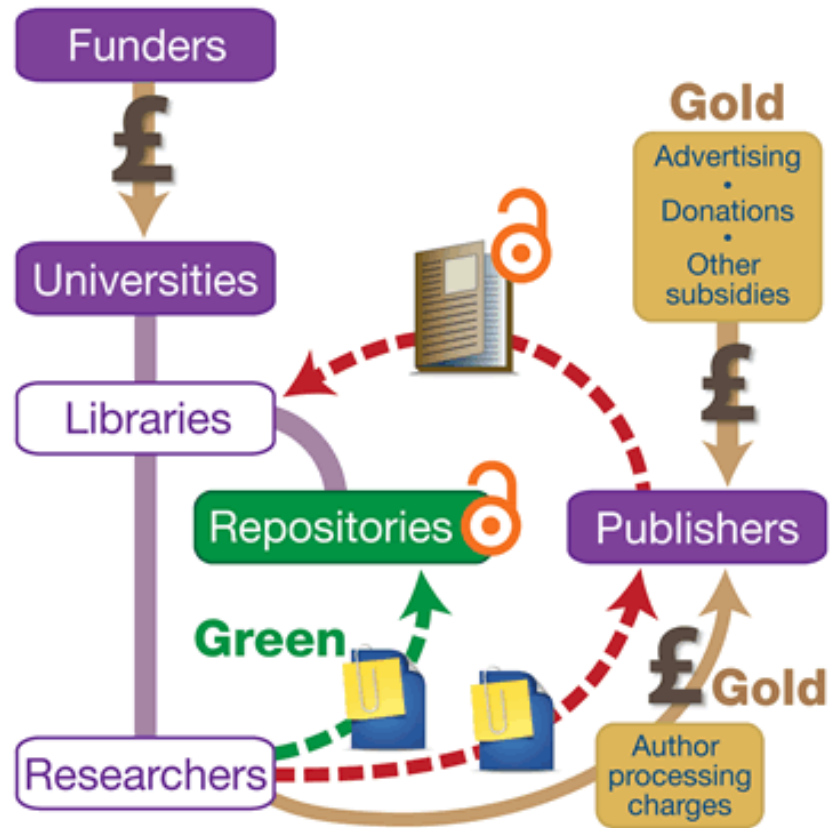 Funders
£
Gold
Advertising
•
Donations
•
Other
subsidies
Universities
£
Libraries
Repositories
Publishers
Green
£
Gold
Researchers
Author
processing
charges